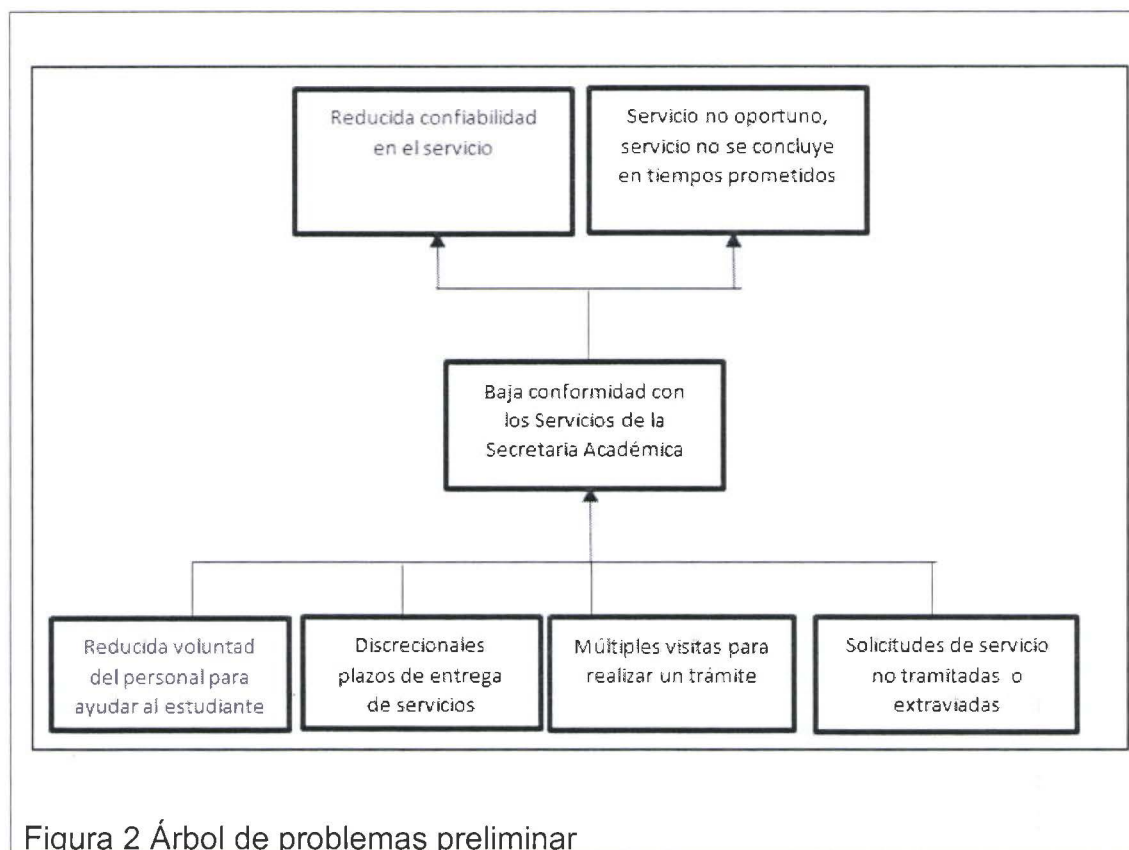 Reducida confiabilidad
en el servicio
Servicio no oportuno,
servicio no se concluye
en tiempos prometidos
Baja conformidad con
los Servicios de la
Secretaria Académica
Reducida voluntad
del personal para
ayudar al estudiante
Discrecionales
plazos de entrega
de servicios
Múltiples visitas para
realizar un trámite
Solicitudes de servicio
no tramitadas o
extraviadas
Figura 2 Árbol de problemas preliminar